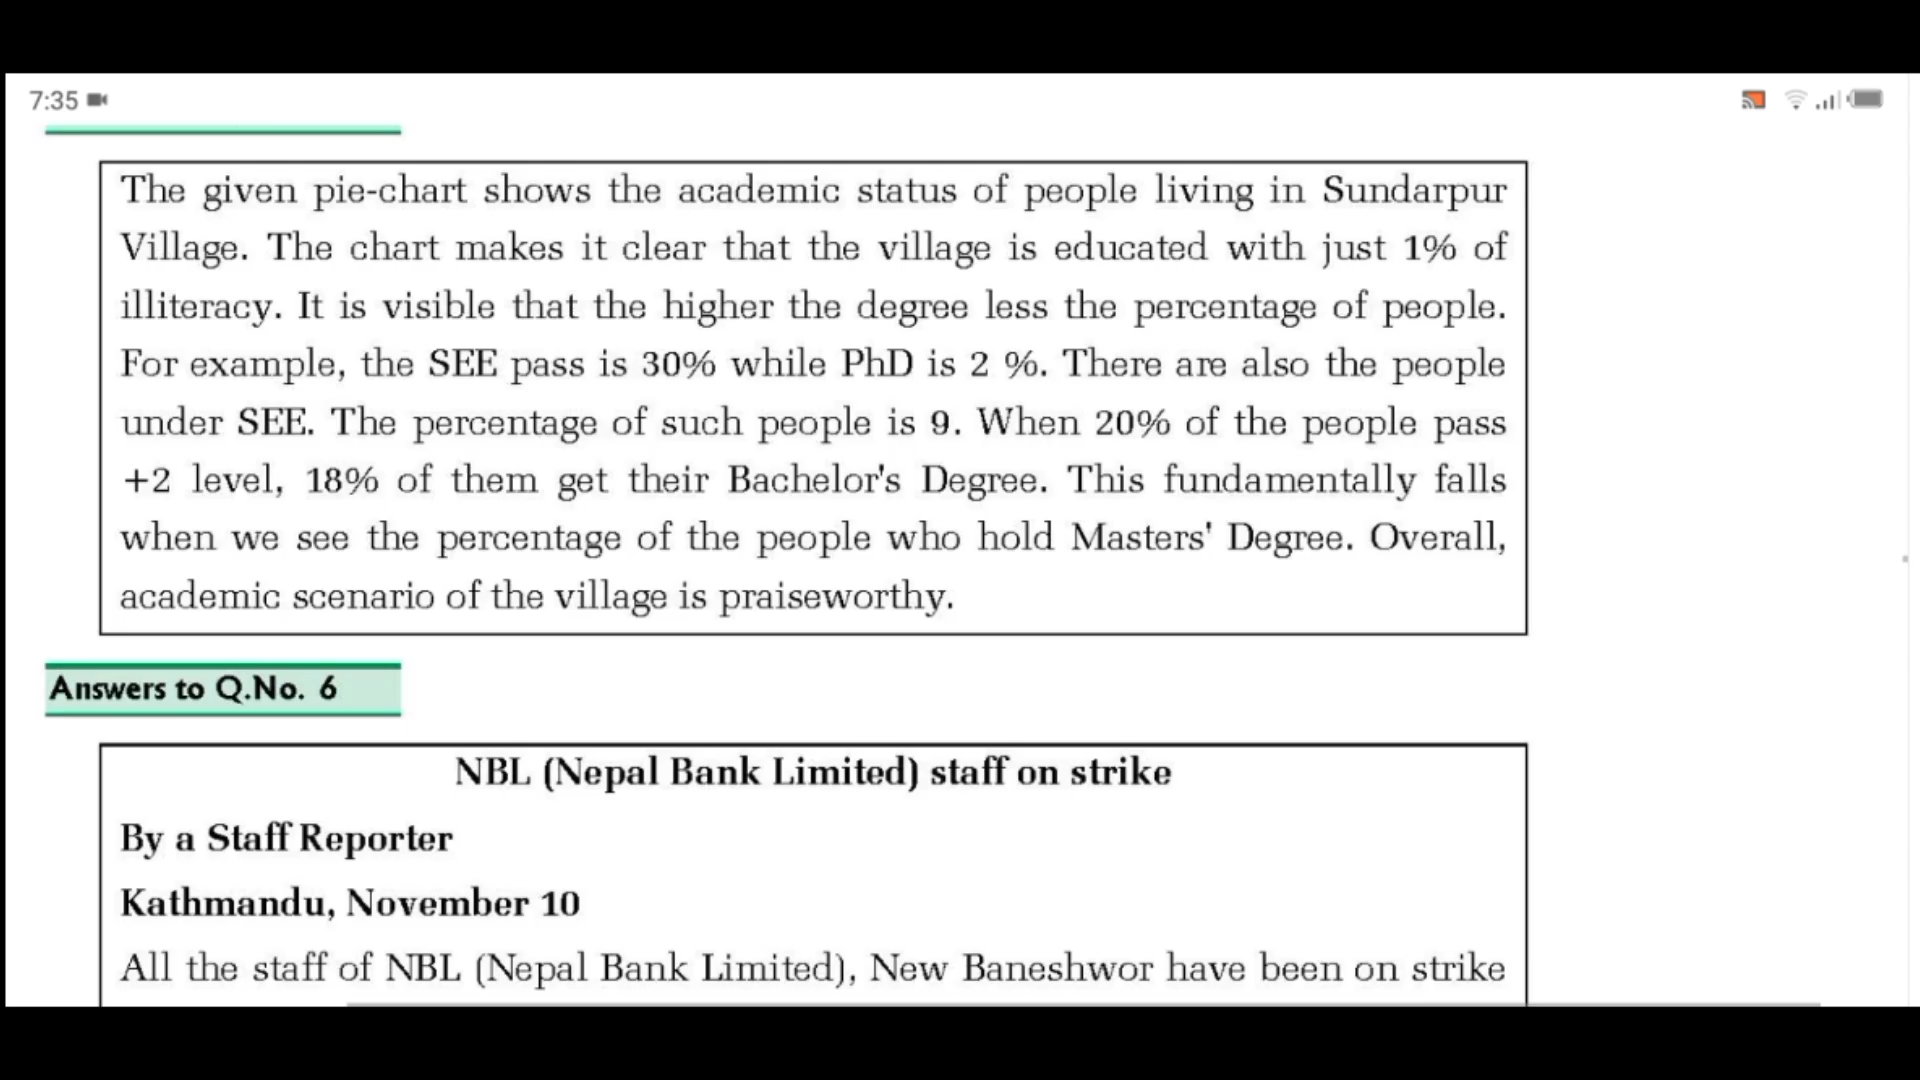 7:35
The given pie-chart shows the academic status of people living in Sundarpur
Village. The chart makes it clear that the village is educated with just 1% of
illiteracy. It is visible that the higher the degree less the percentage of people.
For example, the SEE pass is 30% while PhD is 2 %. There are also the people
under SEE. The percentage of such people is 9. When 20% of the people pass
+2 level, 18% of them get their Bachelor's Degree. This fundamentally falls
when we see the percentage of the people who hold Masters' Degree. Overall,
academic scenario of the village is praiseworthy.
Answers to Q.No. 6
NBL (Nepal Bank Limited) staff on strike
By a Staff Reporter
Kathmandu, November 10
All the staff of NBL (Nepal Bank Limited), New Baneshwor have been on strike